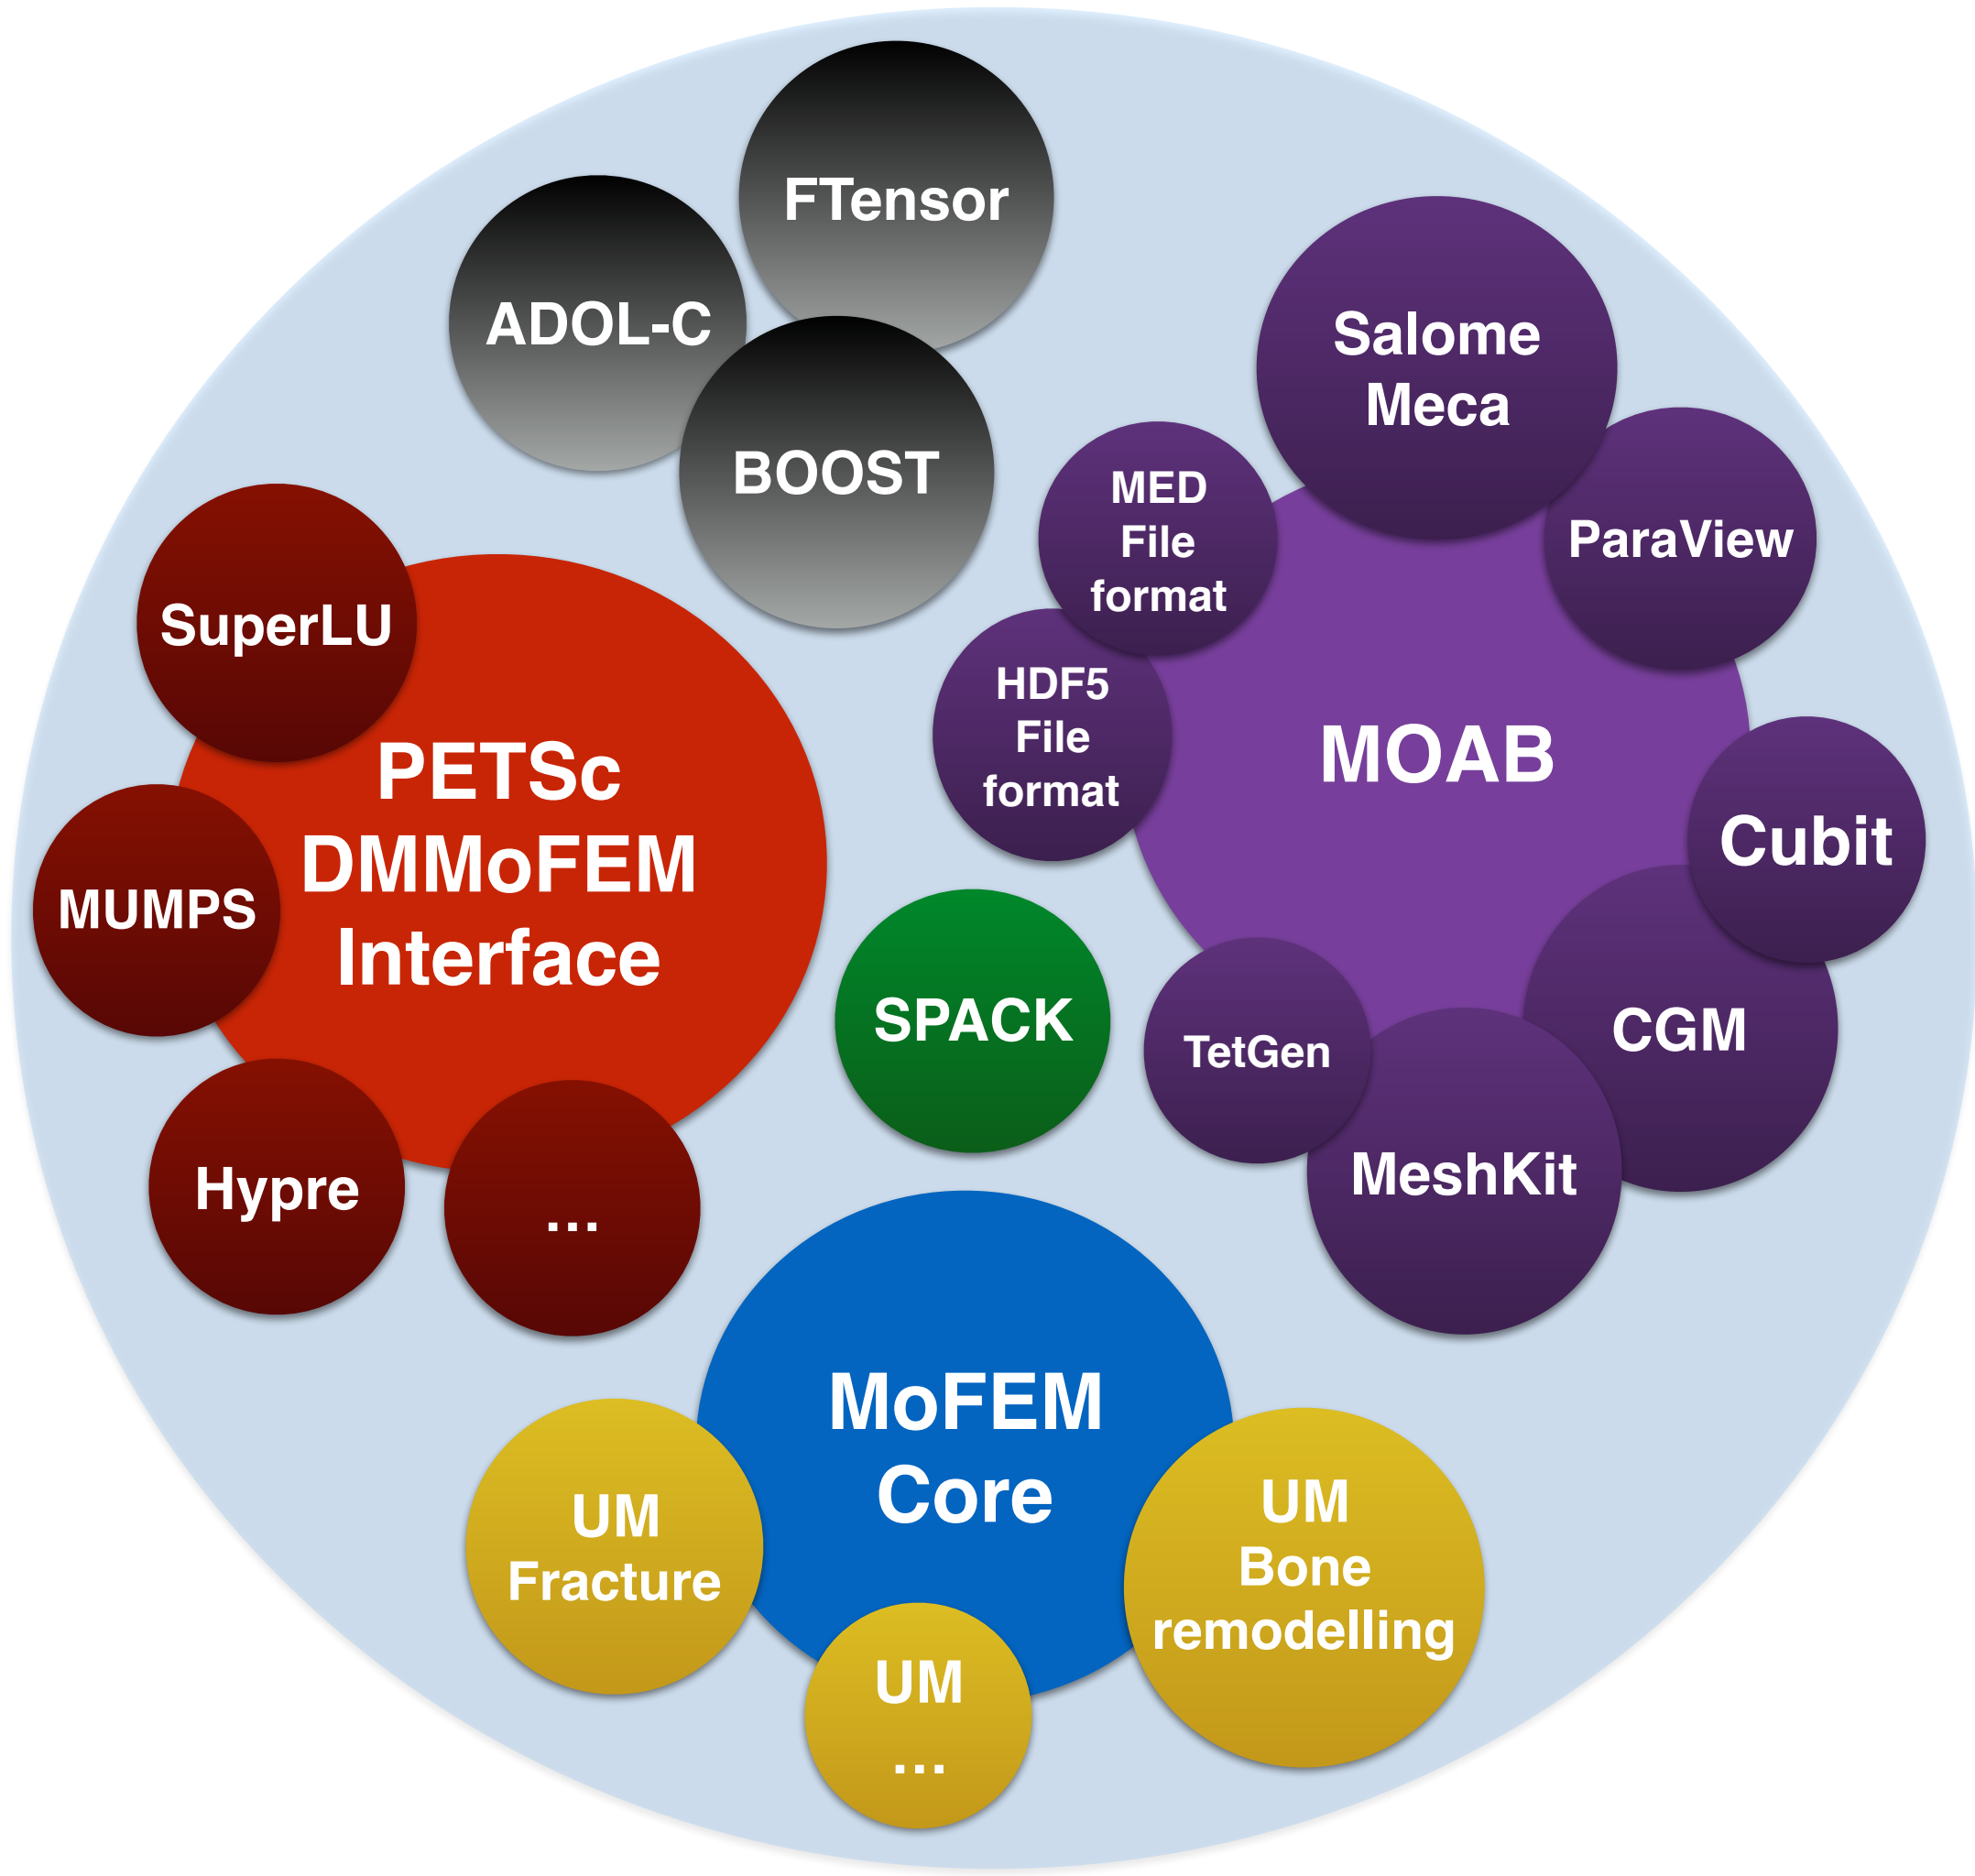 FTensor
ADOL-C
BOOST
Salome
Meca
MED
File
format
ParaView
HDF5
File
format
MOAB
SuperLU
PETSc
DMMoFEM
Interface
MUMPS
Cubit
SPACK
CGM
TetGen
MeshKit
Hypre
...
MoFEM
Core
UM
Fracture
UM
Bone
remodelling
UM
...